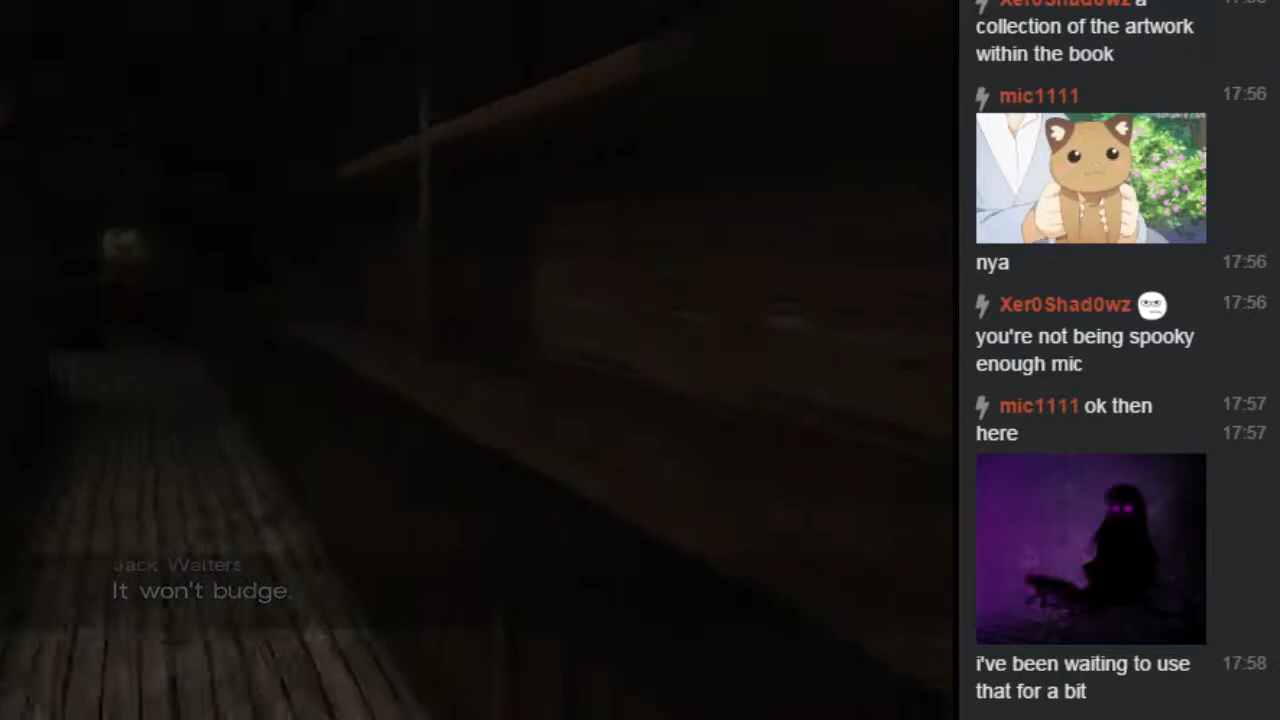 Xer0Shad0wz a
collection of the artwork
within the book
mic1111 17:56
nya 17:56
Xer0Shad0wz 17:56
you're not being spooky
enough mic
mic1111 ok then 17:57
here 17:57
i've been waiting to use 17:58
that for a bit
Jack Walters
It won't budge.